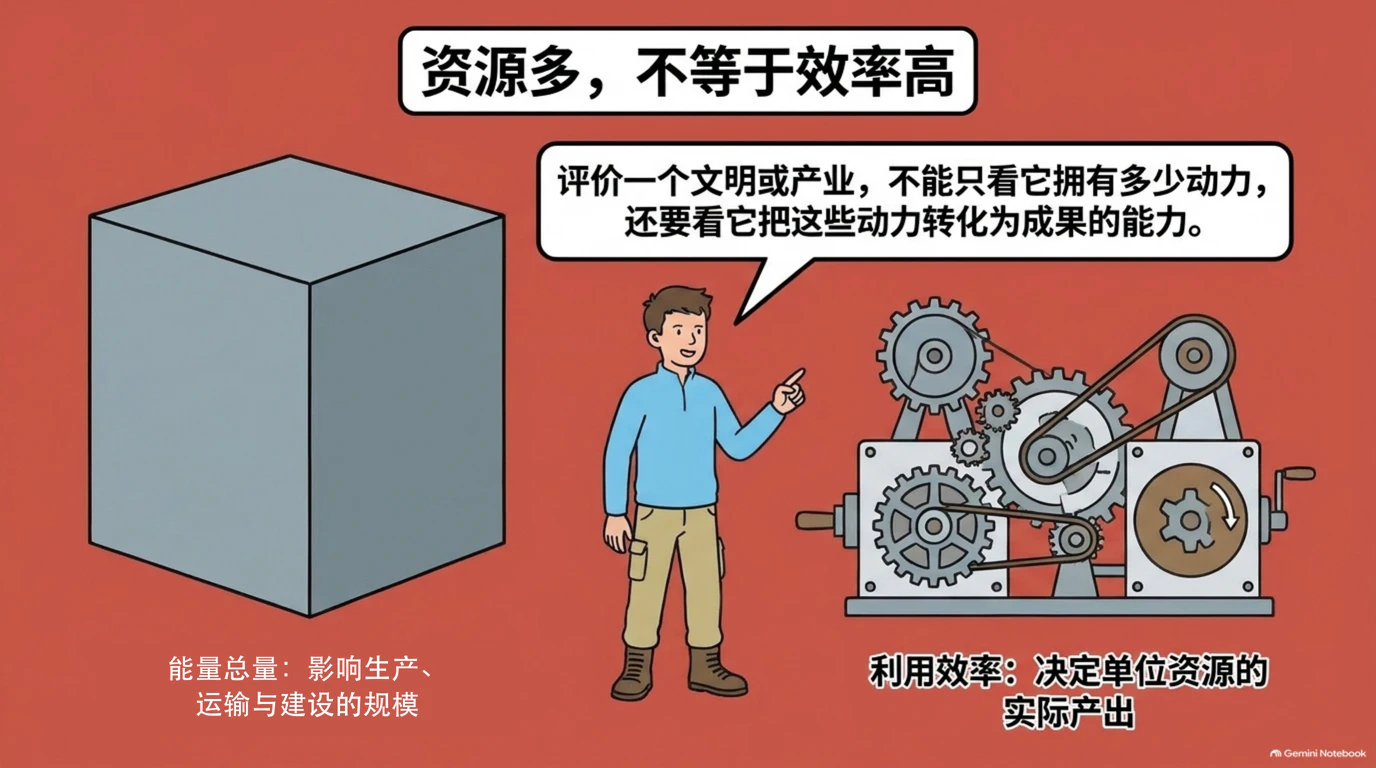 资源多，不等于效率高
评价一个文明或产业，不能只看它拥有多少动力，
还要看它把这些动力转化为成果的能力。
能量总量：影响生产、
运输与建设的规模
利用效率：决定单位资源的
实际产出
Gemini Notebook